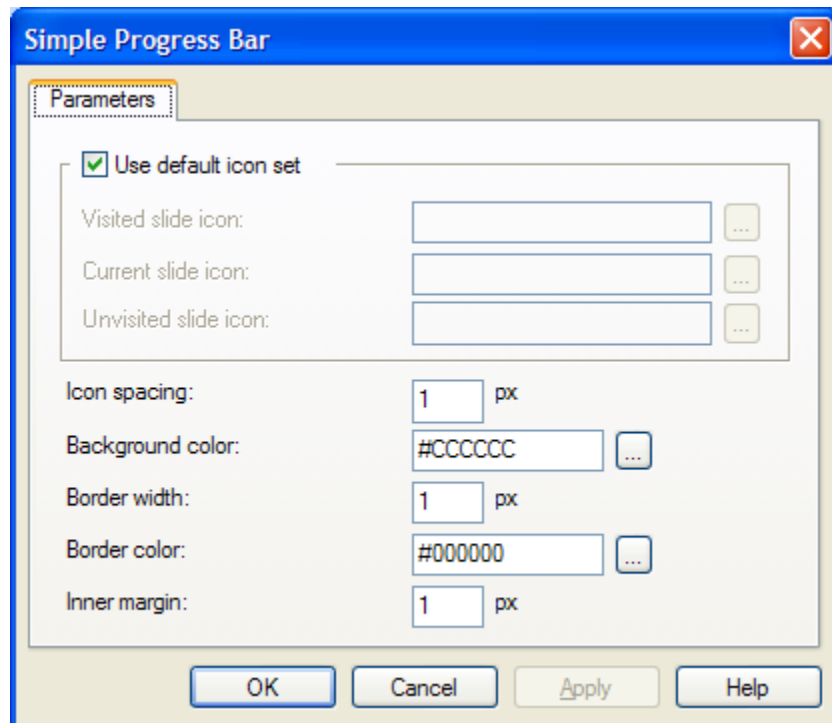 Simple Progress Bar
Parameters
Use default icon set
Visited slide icon: ...
Current slide icon: ...
Unvisited slide icon: ...
Icon spacing: 1 px
Background color: #CCCCCC ...
Border width: 1 px
Border color: #000000 ...
Inner margin: 1 px
OK Cancel Apply Help